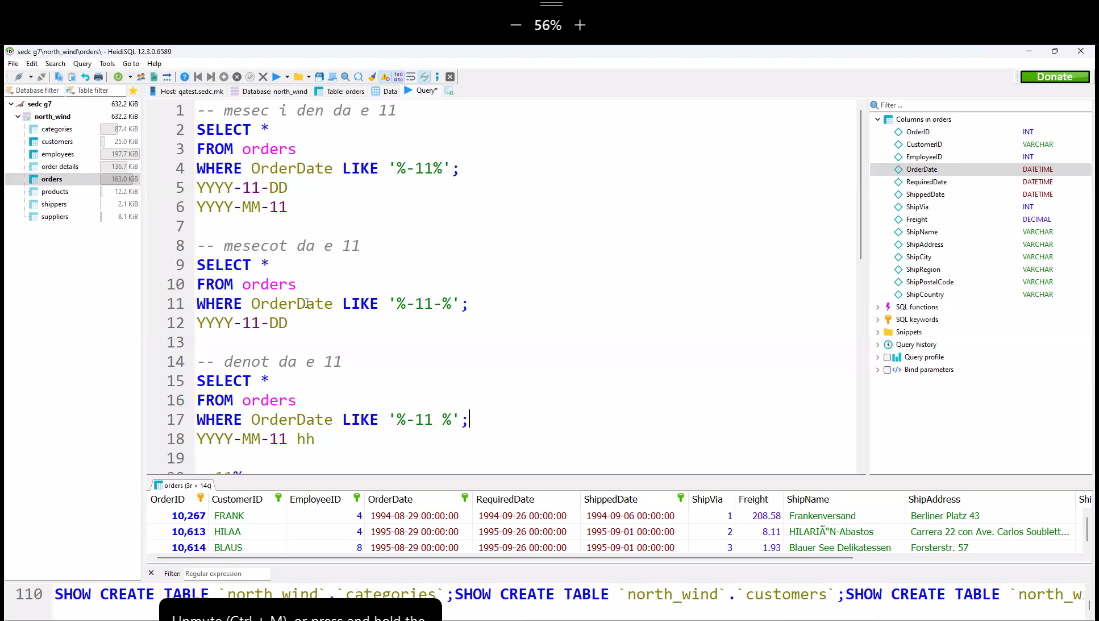 − 56% +
sedc g7\north_wind\orders\ - HeidiSQL 12.3.0.6589
File Edit Search Query Tools Go to Help
Donate
Database filter Table filter
Host: qatest.sedc.mk Database: north_wind Table: orders Data Query*
Filter ...
sedc g7 632.2 KiB
north_wind 632.2 KiB
categories 87.4 KiB
customers 25.0 KiB
employees 197.7 KiB
order details 136.7 KiB
orders 163.0 KiB
products 12.2 KiB
shippers 2.1 KiB
suppliers 8.1 KiB
1 -- mesec i den da e 11
2 SELECT *
3 FROM orders
4 WHERE OrderDate LIKE '%-11%';
5 YYYY-11-DD
6 YYYY-MM-11
7
8 -- mesecot da e 11
9 SELECT *
10 FROM orders
11 WHERE OrderDate LIKE '%-11-%';
12 YYYY-11-DD
13
14 -- denot da e 11
15 SELECT *
16 FROM orders
17 WHERE OrderDate LIKE '%-11 %';
18 YYYY-MM-11 hh
19
Columns in orders
OrderID INT
CustomerID VARCHAR
EmployeeID INT
OrderDate DATETIME
RequiredDate DATETIME
ShippedDate DATETIME
ShipVia INT
Freight DECIMAL
ShipName VARCHAR
ShipAddress VARCHAR
ShipCity VARCHAR
ShipRegion VARCHAR
ShipPostalCode VARCHAR
ShipCountry VARCHAR
SQL functions
SQL keywords
Snippets
Query history
Query profile
Bind parameters
orders (3r × 14c)
OrderID CustomerID EmployeeID OrderDate RequiredDate ShippedDate ShipVia Freight ShipName ShipAddress Shi
10,267 FRANK 4 1994-08-29 00:00:00 1994-09-26 00:00:00 1994-09-06 00:00:00 1 208.58 Frankenversand Berliner Platz 43
10,613 HILAA 4 1995-08-29 00:00:00 1995-09-26 00:00:00 1995-09-01 00:00:00 2 8.11 HILARIÃ"N-Abastos Carrera 22 con Ave. Carlos Soublett...
10,614 BLAUS 8 1995-08-29 00:00:00 1995-09-26 00:00:00 1995-09-01 00:00:00 3 1.93 Blauer See Delikatessen Forsterstr. 57
Filter: Regular expression
110 SHOW CREATE TABLE `north_wind`.`categories`;SHOW CREATE TABLE `north_wind`.`customers`;SHOW CREATE TABLE `north_w
Unmute (Ctrl + M), or press and hold the